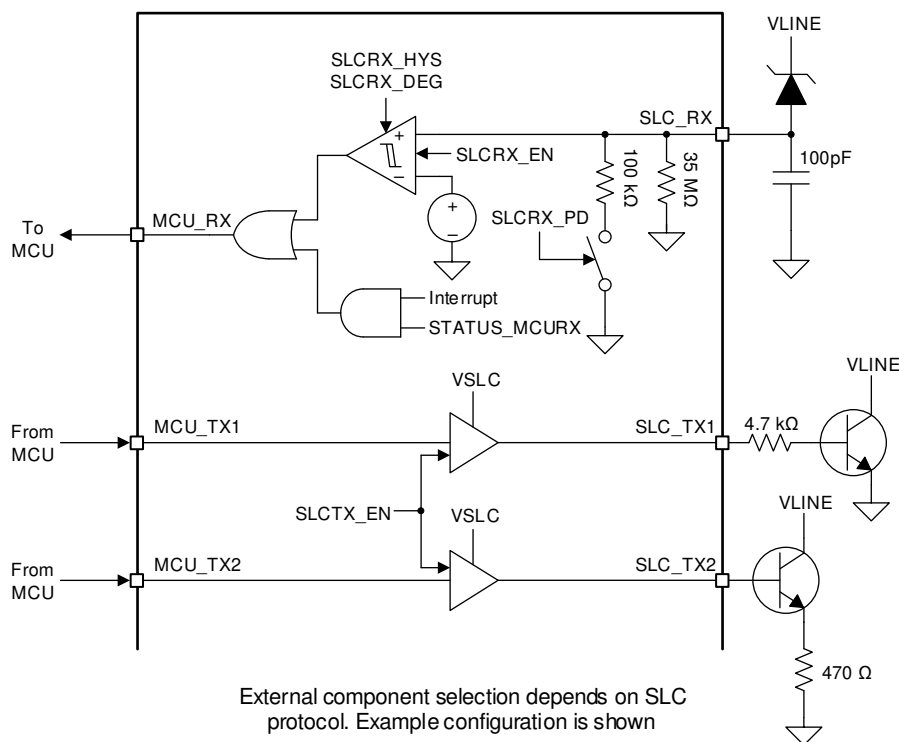 VLINE
SLCRX_HYS
SLCRX_DEG
SLC_RX
+
SLCRX_EN
−
100 kΩ
35 MΩ
100pF
To
MCU
MCU_RX
+
−
SLCRX_PD
Interrupt
STATUS_MCURX
VSLC
VLINE
From
MCU
MCU_TX1
SLC_TX1
4.7 kΩ
SLCTX_EN
VSLC
VLINE
From
MCU
MCU_TX2
SLC_TX2
470 Ω
External component selection depends on SLC
protocol. Example configuration is shown